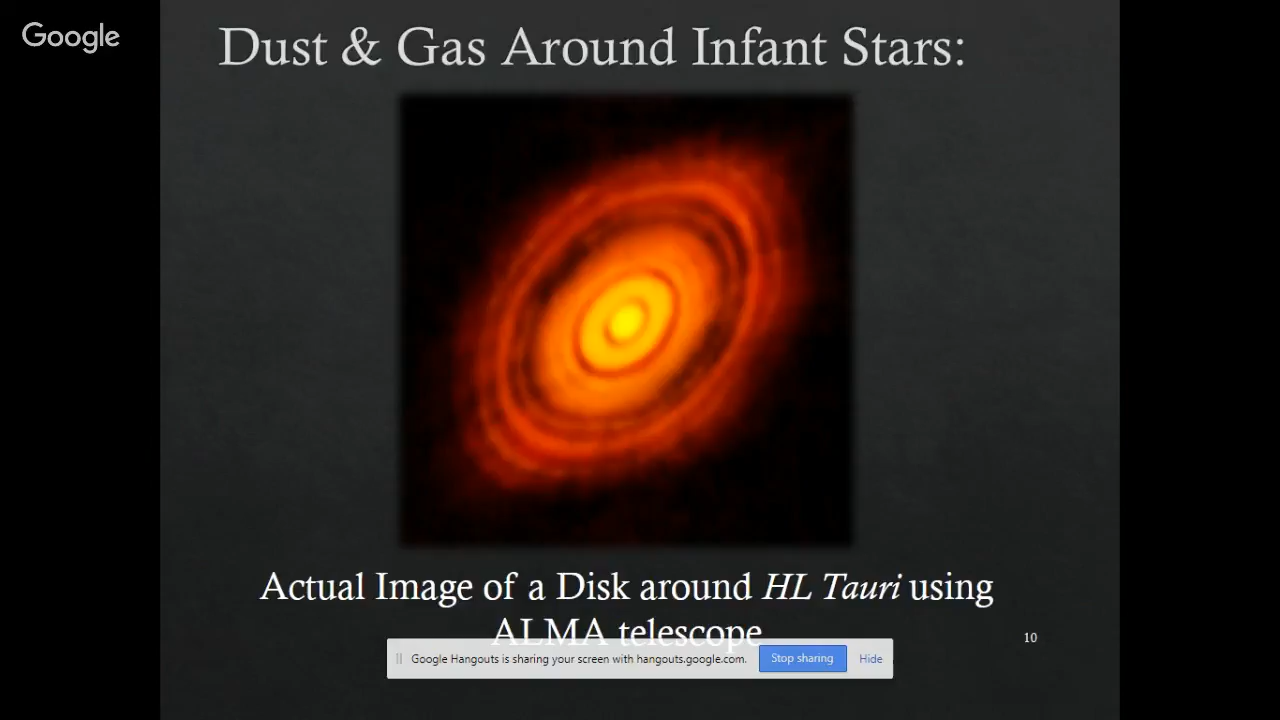 Google
Dust & Gas Around Infant Stars:
Actual Image of a Disk around HL Tauri using
ALMA telescope
10
Google Hangouts is sharing your screen with hangouts.google.com.
Stop sharing
Hide